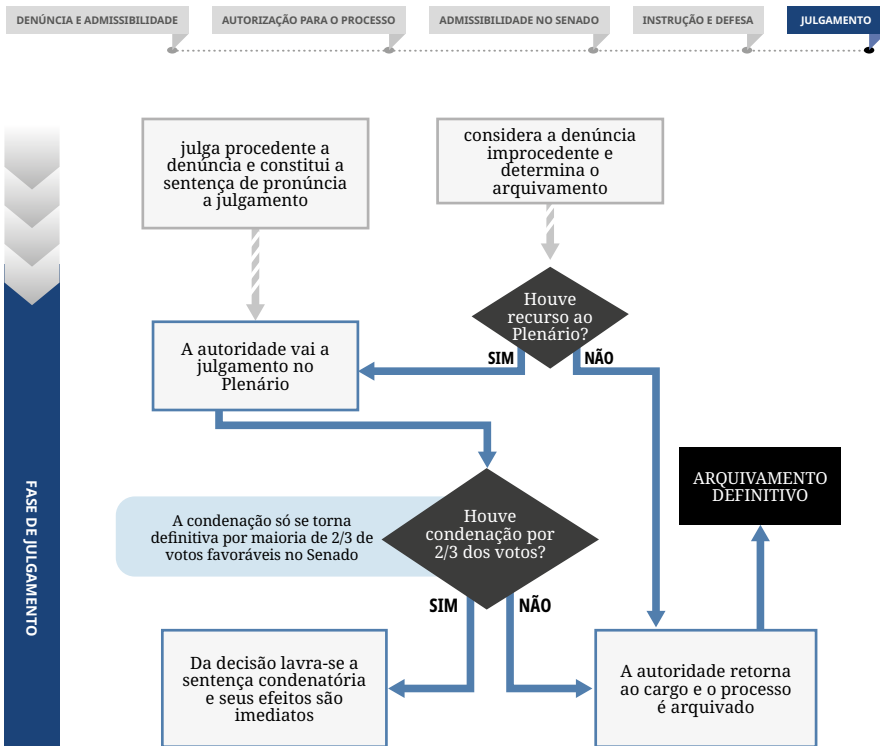 DENÚNCIA E ADMISSIBILIDADE
AUTORIZAÇÃO PARA O PROCESSO
ADMISSIBILIDADE NO SENADO
INSTRUÇÃO E DEFESA
JULGAMENTO
julga procedente a
denúncia e constitui a
sentença de pronúncia
a julgamento
considera a denúncia
improcedente e
determina o
arquivamento
Houve
recurso ao
Plenário?
SIM
NÃO
A autoridade vai a
julgamento no
Plenário
ARQUIVAMENTO
DEFINITIVO
A condenação só se torna
definitiva por maioria de 2/3 de
votos favoráveis no Senado
Houve
condenação por
2/3 dos votos?
SIM
NÃO
FASE DE JULGAMENTO
Da decisão lavra-se a
sentença condenatória
e seus efeitos são
imediatos
A autoridade retorna
ao cargo e o processo
é arquivado